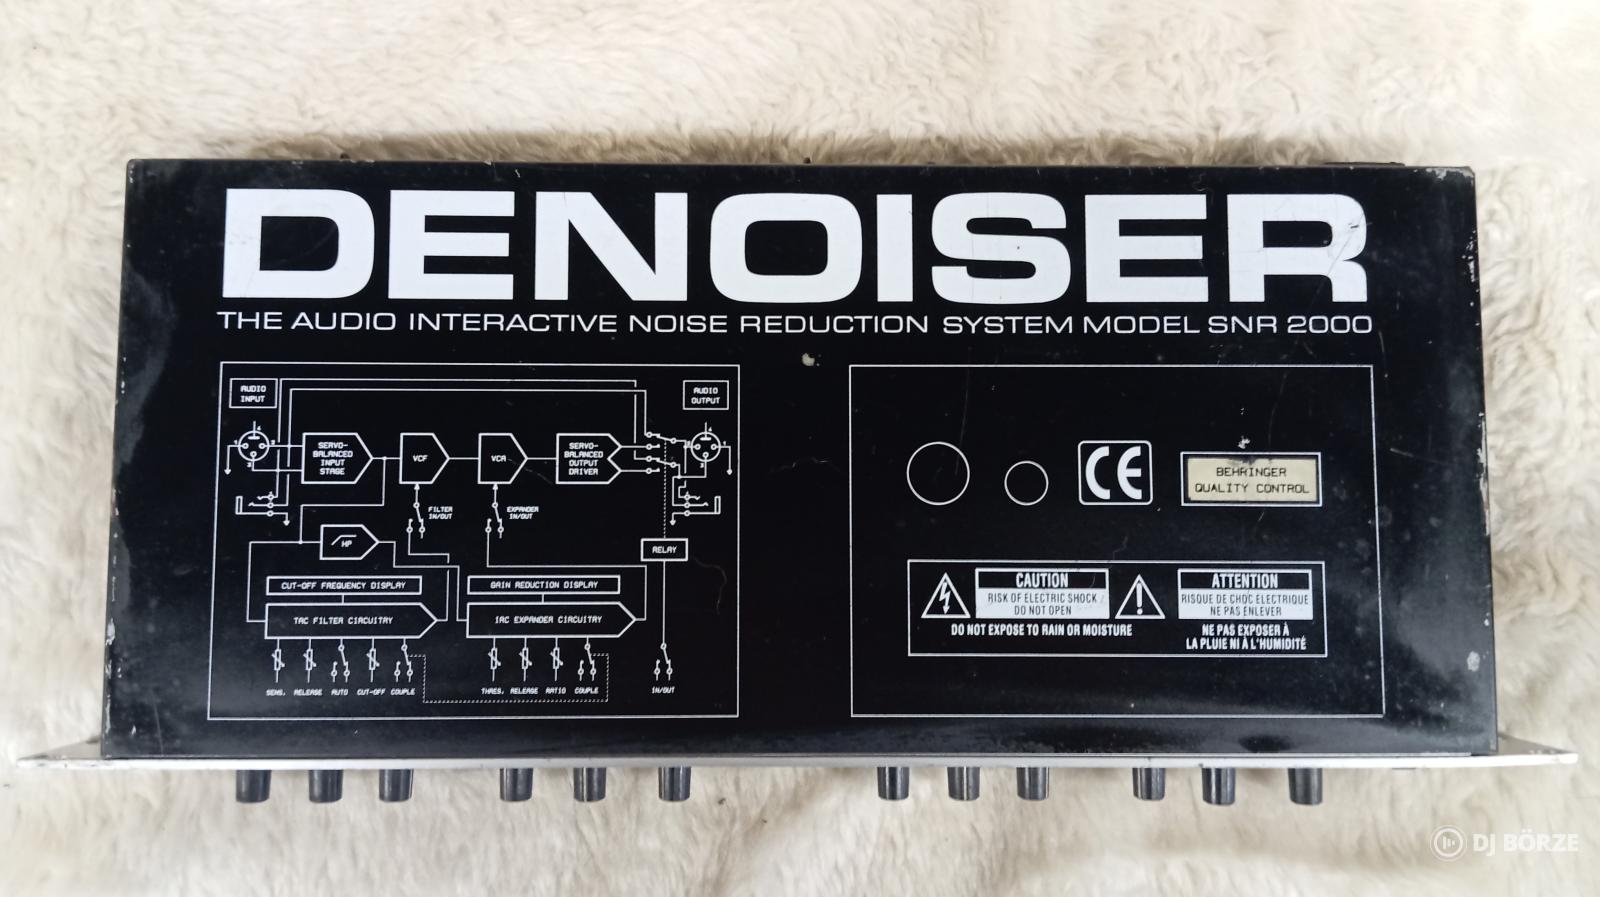 DENOISER
THE AUDIO INTERACTIVE NOISE REDUCTION SYSTEM MODEL SNR 2000
AUDIO
INPUT
AUDIO
OUTPUT
SERVO-
BALANCED
INPUT
STAGE
VCF
VCA
SERVO-
BALANCED
OUTPUT
DRIVER
FILTER
IN/OUT
EXPANDER
IN/OUT
HP
RELAY
CUT-OFF FREQUENCY DISPLAY
GAIN REDUCTION DISPLAY
TAC FILTER CIRCUITRY
IRC EXPANDER CIRCUITRY
SENS. RELEASE AUTO CUT-OFF COUPLE
THRES. RELEASE RATIO COUPLE
IN/OUT
CE
BEHRINGER
QUALITY CONTROL
CAUTION
RISK OF ELECTRIC SHOCK
DO NOT OPEN
DO NOT EXPOSE TO RAIN OR MOISTURE
ATTENTION
RISQUE DE CHOC ELECTRIQUE
NE PAS ENLEVER
NE PAS EXPOSER À
LA PLUIE NI À L'HUMIDITÉ
DJ BÖRZE